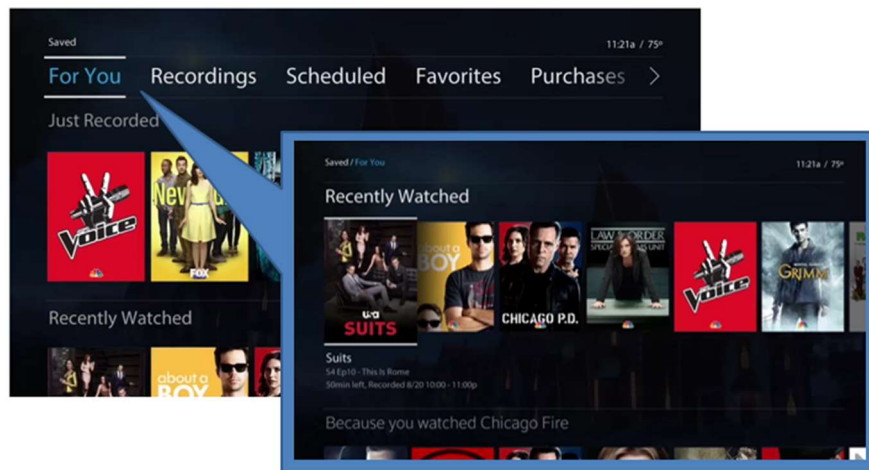 Saved
11:21a / 75º
For You Recordings Scheduled Favorites Purchases >
Just Recorded
the Voice
FOX
Recently Watched
about a
BOY
Saved / For You
11:21a / 75º
Recently Watched
USA
SUITS
about a
BOY
CHICAGO P.D.
LAW & ORDER
SPECIAL VICTIMS UNIT
the Voice
GRIMM
Suits
S4 Ep10 - This Is Rome
50min left, Recorded 8/20 10:00 - 11:00p
Because you watched Chicago Fire